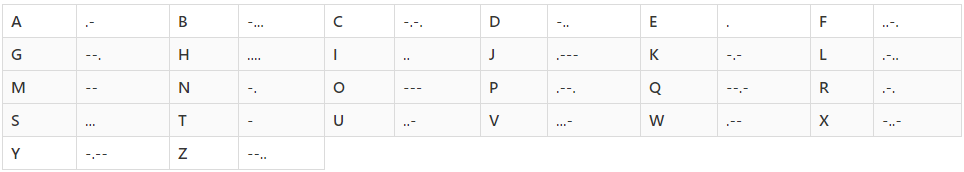 A .- B -... C -.-. D -.. E . F ..-.
G --. H .... I .. J .--- K -.- L .-..
M -- N -. O --- P .--. Q --.- R .-.
S ... T - U ..- V ...- W .-- X -..-
Y -.-- Z --..